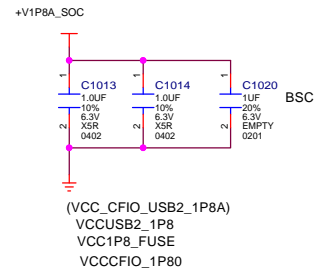 +V1P8A_SOC
1
1
1
C1013
C1014
C1020
1.0UF
1.0UF
1UF
10%
10%
20%
BSC
6.3V
6.3V
6.3V
2
X5R
2
X5R
2
EMPTY
0402
0402
0201
(VCC_CFIO_USB2_1P8A)
VCCUSB2_1P8
VCC1P8_FUSE
VCCCFIO_1P80